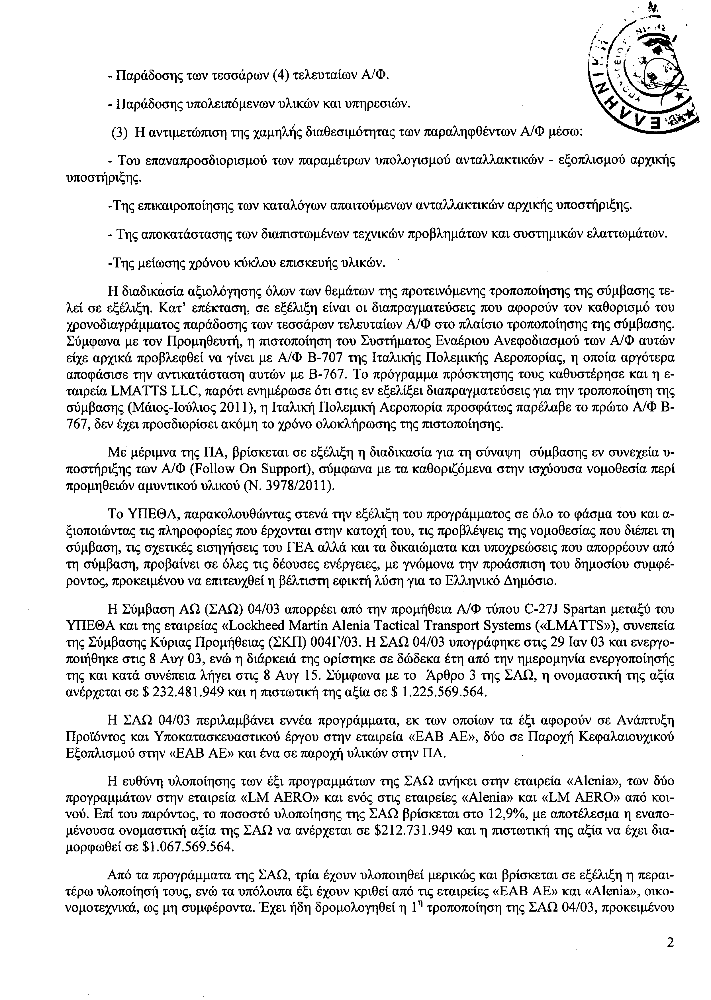 - Παράδοσης των τεσσάρων (4) τελευταίων Α/Φ.
- Παράδοσης υπολειπόμενων υλικών και υπηρεσιών.
ΕΛΛΗΝΙΚΗ
(3) Η αντιμετώπιση της χαμηλής διαθεσιμότητας των παραληφθέντων Α/Φ μέσω:
- Του επαναπροσδιορισμού των παραμέτρων υπολογισμού ανταλλακτικών - εξοπλισμού αρχικής
υποστήριξης.
-Της επικαιροποίησης των καταλόγων απαιτούμενων ανταλλακτικών αρχικής υποστήριξης.
- Της αποκατάστασης των διαπιστωμένων τεχνικών προβλημάτων και συστημικών ελαττωμάτων.
-Της μείωσης χρόνου κύκλου επισκευής υλικών.
Η διαδικασία αξιολόγησης όλων των θεμάτων της προτεινόμενης τροποποίησης της σύμβασης τε-
λεί σε εξέλιξη. Κατ’ επέκταση, σε εξέλιξη είναι οι διαπραγματεύσεις που αφορούν τον καθορισμό του
χρονοδιαγράμματος παράδοσης των τεσσάρων τελευταίων Α/Φ στο πλαίσιο τροποποίησης της σύμβασης.
Σύμφωνα με τον Προμηθευτή, η πιστοποίηση του Συστήματος Εναέριου Ανεφοδιασμού των Α/Φ αυτών
είχε αρχικά προβλεφθεί να γίνει με Α/Φ Β-707 της Ιταλικής Πολεμικής Αεροπορίας, η οποία αργότερα
αποφάσισε την αντικατάσταση αυτών με Β-767. Το πρόγραμμα πρόσκτησης τους καθυστέρησε και η ε-
ταιρεία LMATTS LLC, παρότι ενημέρωσε ότι στις εν εξελίξει διαπραγματεύσεις για την τροποποίηση της
σύμβασης (Μάιος-Ιούλιος 2011), η Ιταλική Πολεμική Αεροπορία προσφάτως παρέλαβε το πρώτο Α/Φ Β-
767, δεν έχει προσδιορίσει ακόμη το χρόνο ολοκλήρωσης της πιστοποίησης.
Με μέριμνα της ΠΑ, βρίσκεται σε εξέλιξη η διαδικασία για τη σύναψη σύμβασης εν συνεχεία υ-
ποστήριξης των Α/Φ (Follow On Support), σύμφωνα με τα καθοριζόμενα στην ισχύουσα νομοθεσία περί
προμηθειών αμυντικού υλικού (Ν. 3978/2011).
Το ΥΠΕΘΑ, παρακολουθώντας στενά την εξέλιξη του προγράμματος σε όλο το φάσμα του και α-
ξιοποιώντας τις πληροφορίες που έρχονται στην κατοχή του, τις προβλέψεις της νομοθεσίας που διέπει τη
σύμβαση, τις σχετικές εισηγήσεις του ΓΕΑ αλλά και τα δικαιώματα και υποχρεώσεις που απορρέουν από
τη σύμβαση, προβαίνει σε όλες τις δέουσες ενέργειες, με γνώμονα την προάσπιση του δημοσίου συμφέ-
ροντος, προκειμένου να επιτευχθεί η βέλτιστη εφικτή λύση για το Ελληνικό Δημόσιο.
Η Σύμβαση ΑΩ (ΣΑΩ) 04/03 απορρέει από την προμήθεια Α/Φ τύπου C-27J Spartan μεταξύ του
ΥΠΕΘΑ και της εταιρείας «Lockheed Martin Alenia Tactical Transport Systems («LMATTS»), συνεπεία
της Σύμβασης Κύριας Προμήθειας (ΣΚΠ) 004Γ/03. Η ΣΑΩ 04/03 υπογράφηκε στις 29 Ιαν 03 και ενεργο-
ποιήθηκε στις 8 Αυγ 03, ενώ η διάρκειά της ορίστηκε σε δώδεκα έτη από την ημερομηνία ενεργοποίησής
της και κατά συνέπεια λήγει στις 8 Αυγ 15. Σύμφωνα με το Άρθρο 3 της ΣΑΩ, η ονομαστική της αξία
ανέρχεται σε $ 232.481.949 και η πιστωτική της αξία σε $ 1.225.569.564.
Η ΣΑΩ 04/03 περιλαμβάνει εννέα προγράμματα, εκ των οποίων τα έξι αφορούν σε Ανάπτυξη
Προϊόντος και Υποκατασκευαστικού έργου στην εταιρεία «ΕΑΒ ΑΕ», δύο σε Παροχή Κεφαλαιουχικού
Εξοπλισμού στην «ΕΑΒ ΑΕ» και ένα σε παροχή υλικών στην ΠΑ.
Η ευθύνη υλοποίησης των έξι προγραμμάτων της ΣΑΩ ανήκει στην εταιρεία «Alenia», των δύο
προγραμμάτων στην εταιρεία «LM AERO» και ενός στις εταιρείες «Alenia» και «LM AERO» από κοι-
νού. Επί του παρόντος, το ποσοστό υλοποίησης της ΣΑΩ βρίσκεται στο 12,9%, με αποτέλεσμα η εναπο-
μένουσα ονομαστική αξία της ΣΑΩ να ανέρχεται σε $212.731.949 και η πιστωτική της αξία να έχει δια-
μορφωθεί σε $1.067.569.564.
Από τα προγράμματα της ΣΑΩ, τρία έχουν υλοποιηθεί μερικώς και βρίσκεται σε εξέλιξη η περαι-
τέρω υλοποίησή τους, ενώ τα υπόλοιπα έξι έχουν κριθεί από τις εταιρείες «ΕΑΒ ΑΕ» και «Alenia», οικο-
νομοτεχνικά, ως μη συμφέροντα. Έχει ήδη δρομολογηθεί η 1η τροποποίηση της ΣΑΩ 04/03, προκειμένου
2